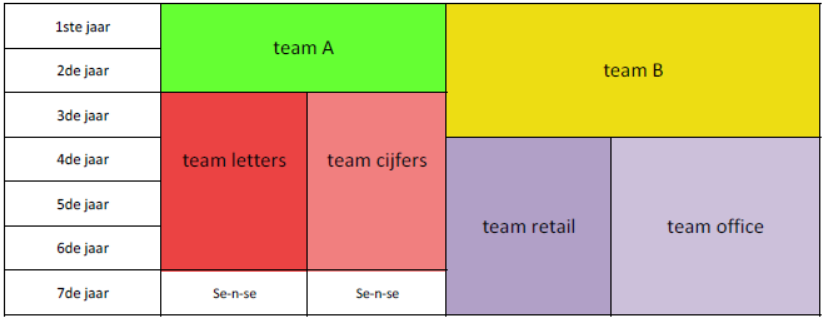 1ste jaar
team A
2de jaar
team B
3de jaar
4de jaar
team letters
team cijfers
5de jaar
team retail
team office
6de jaar
7de jaar
Se-n-se
Se-n-se